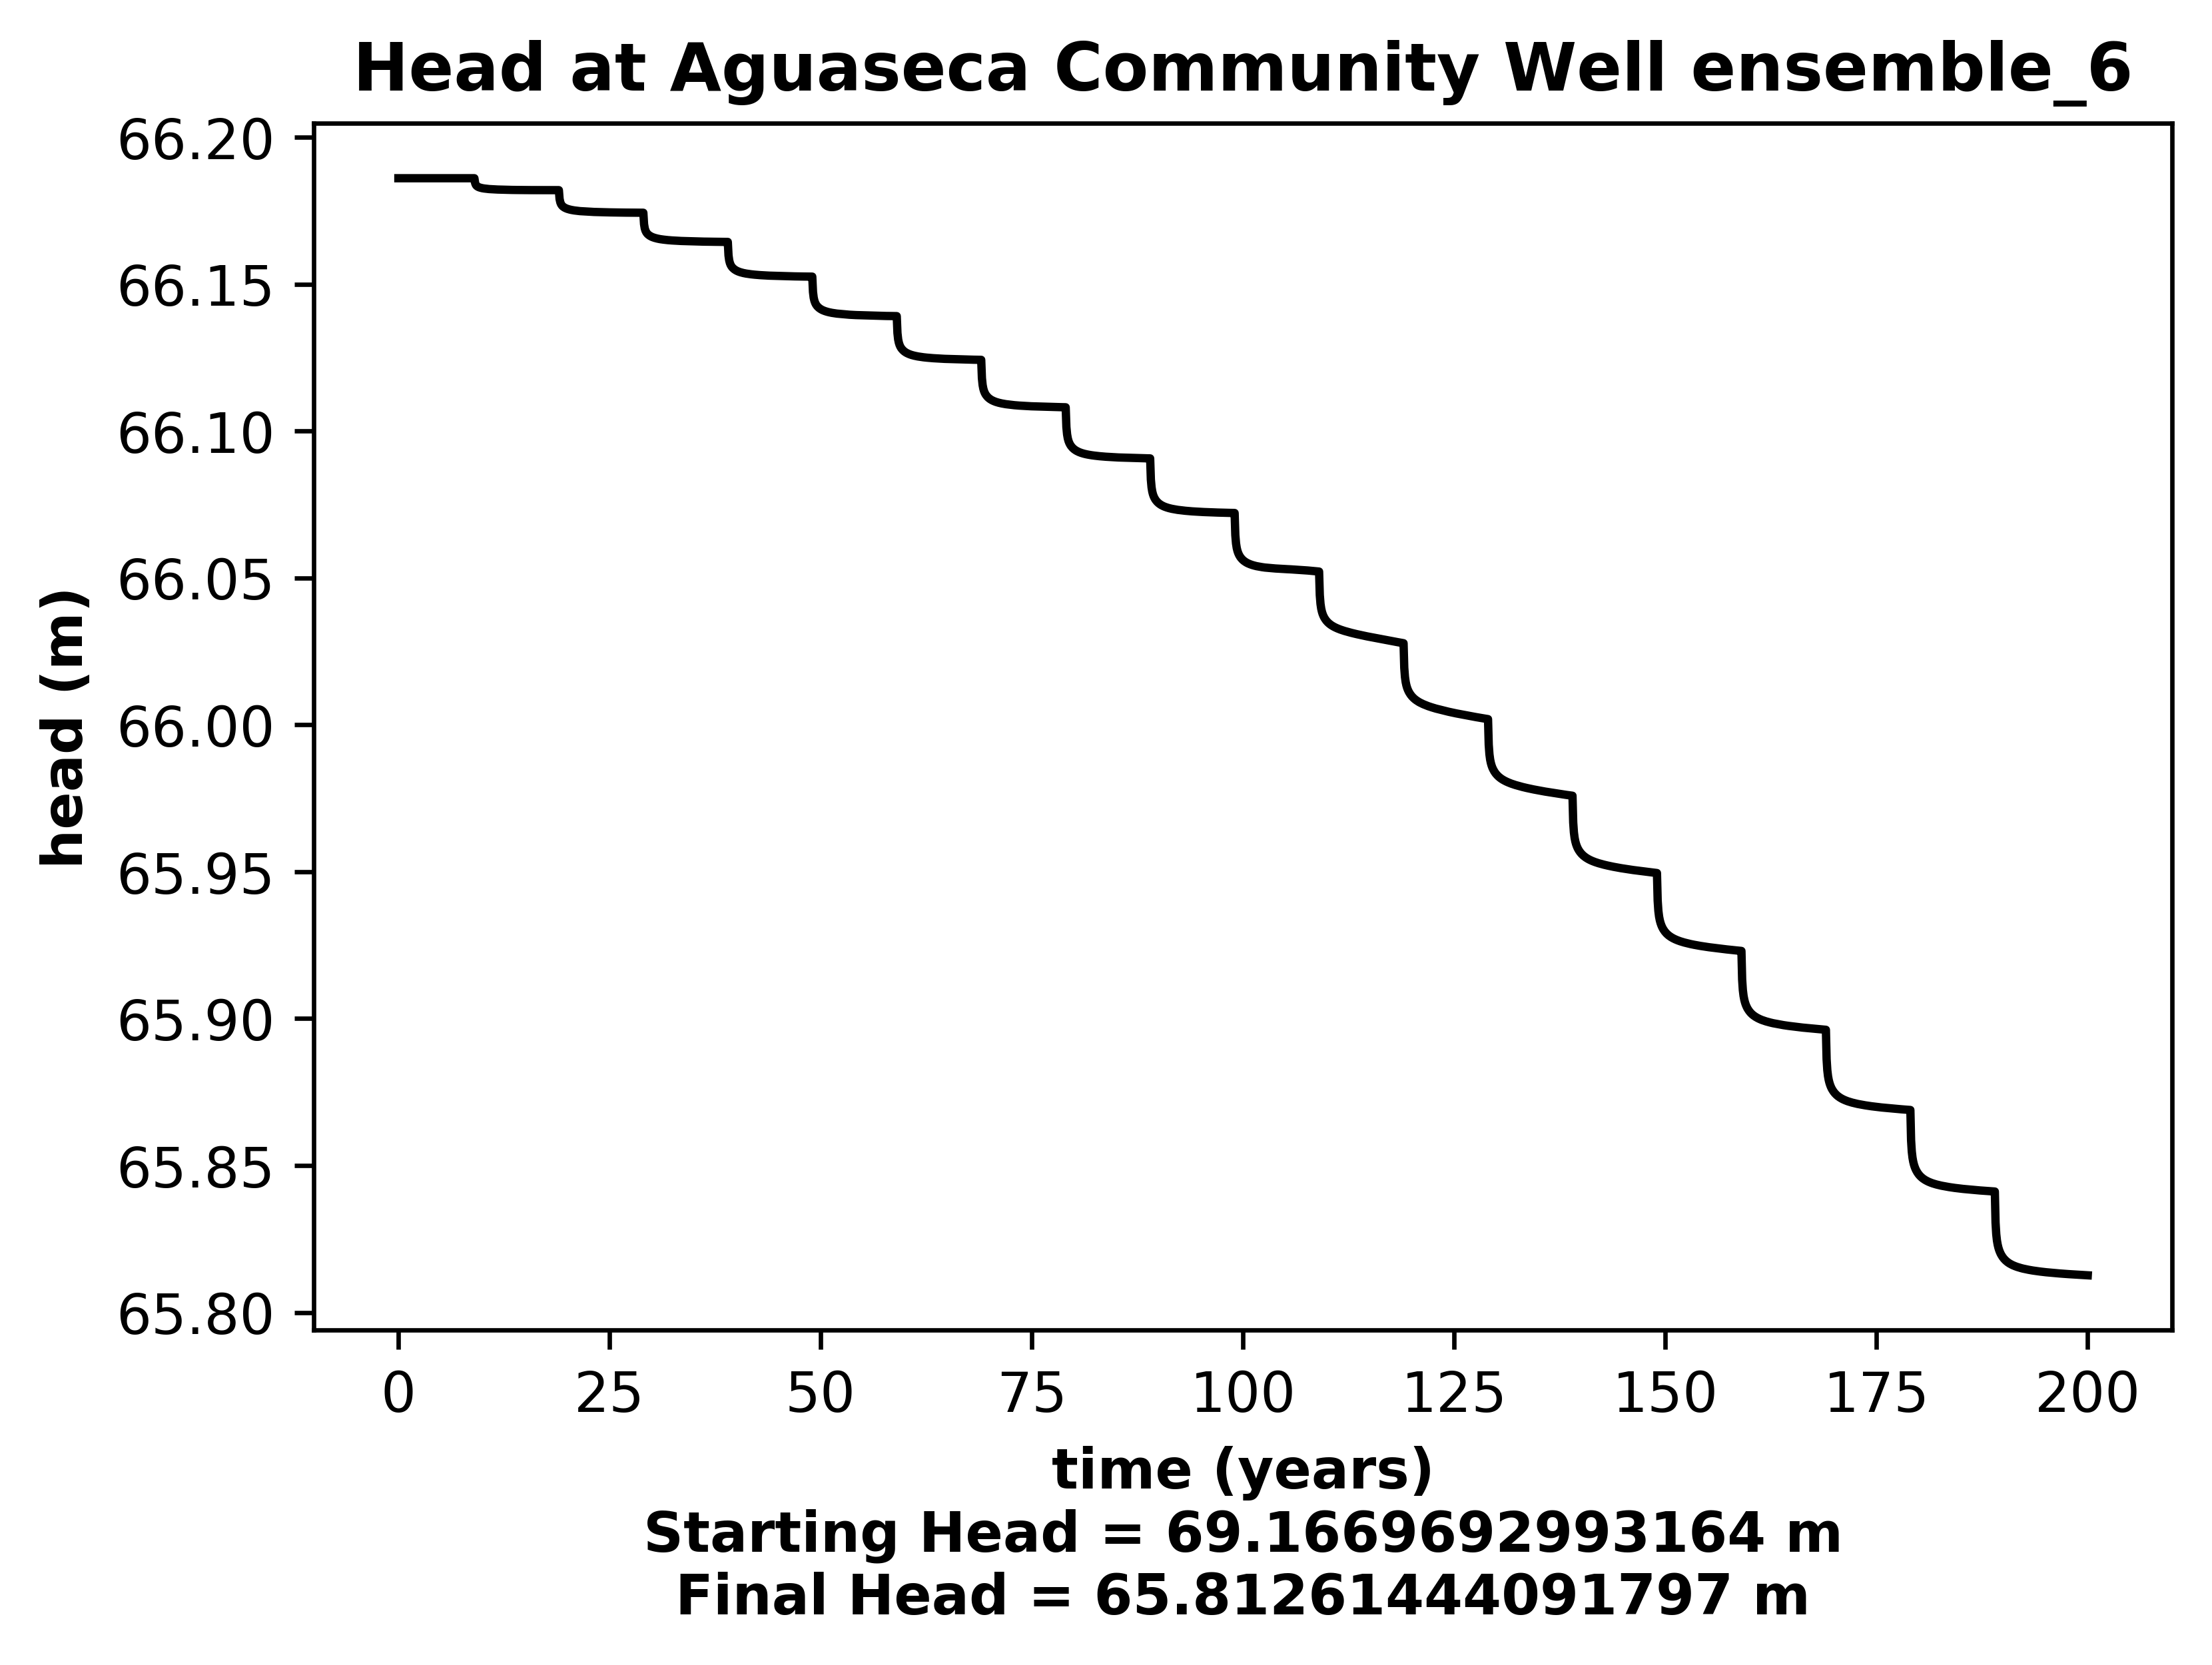 Head at Aguaseca Community Well ensemble_6
66.20
66.15
66.10
66.05
66.00
65.95
65.90
65.85
65.80
head (m)
0 25 50 75 100 125 150 175 200
time (years)
Starting Head = 69.1669692993164 m
Final Head = 65.81261444091797 m